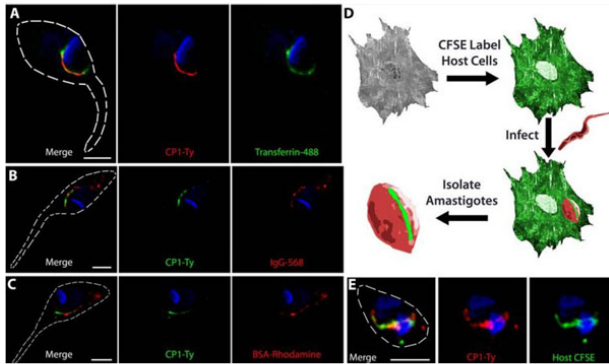 A
Merge
CP1-Ty
Transferrin-488
B
Merge
CP1-Ty
IgG-568
C
Merge
CP1-Ty
BSA-Rhodamine
D
CFSE Label
Host Cells
Infect
Isolate
Amastigotes
E
Merge
CP1-Ty
Host CFSE